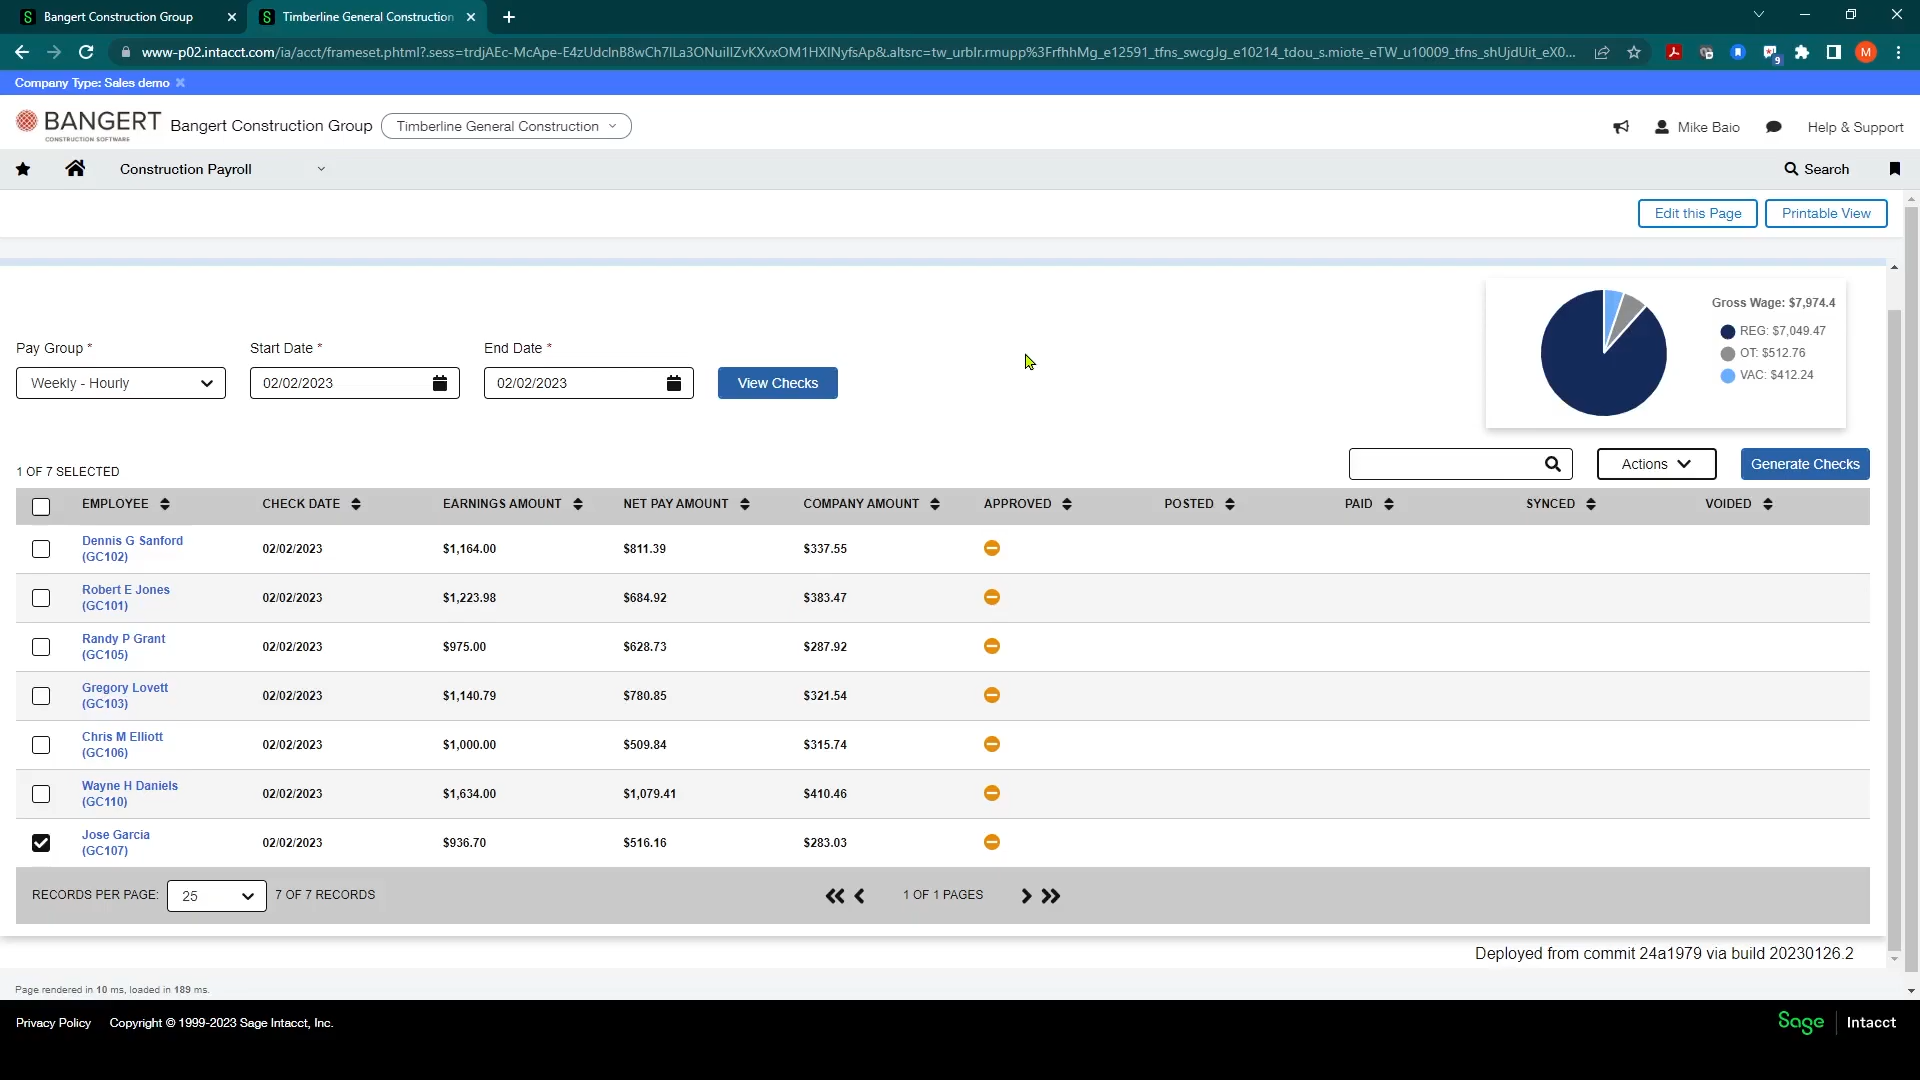 Bangert Construction Group
Timberline General Construction
www-p02.intacct.com/ia/acct/frameset.phtml?.sess=
Company Type: Sales demo
BANGERT
CONSTRUCTION SOFTWARE
Bangert Construction Group
Timberline General Construction
Mike Baio
Help & Support
Construction Payroll
Search
Edit this Page
Printable View
Gross Wage: $7,974.4
REG: $7,049.47
OT: $512.76
VAC: $412.24
Pay Group *
Start Date *
End Date *
Weekly - Hourly
02/02/2023
02/02/2023
View Checks
1 OF 7 SELECTED
Actions
Generate Checks
EMPLOYEE CHECK DATE EARNINGS AMOUNT NET PAY AMOUNT COMPANY AMOUNT APPROVED POSTED PAID SYNCED VOIDED
Dennis G Sanford
(GC102)
02/02/2023 $1,164.00 $811.39 $337.55
Robert E Jones
(GC101)
02/02/2023 $1,223.98 $684.92 $383.47
Randy P Grant
(GC105)
02/02/2023 $975.00 $628.73 $287.92
Gregory Lovett
(GC103)
02/02/2023 $1,140.79 $780.85 $321.54
Chris M Elliott
(GC106)
02/02/2023 $1,000.00 $509.84 $315.74
Wayne H Daniels
(GC110)
02/02/2023 $1,634.00 $1,079.41 $410.46
Jose Garcia
(GC107)
02/02/2023 $936.70 $516.16 $283.03
RECORDS PER PAGE: 25 7 OF 7 RECORDS
1 OF 1 PAGES
Deployed from commit 24a1979 via build 20230126.2
Page rendered in 10 ms, loaded in 189 ms.
Privacy Policy Copyright © 1999-2023 Sage Intacct, Inc.
Sage Intacct
M
9